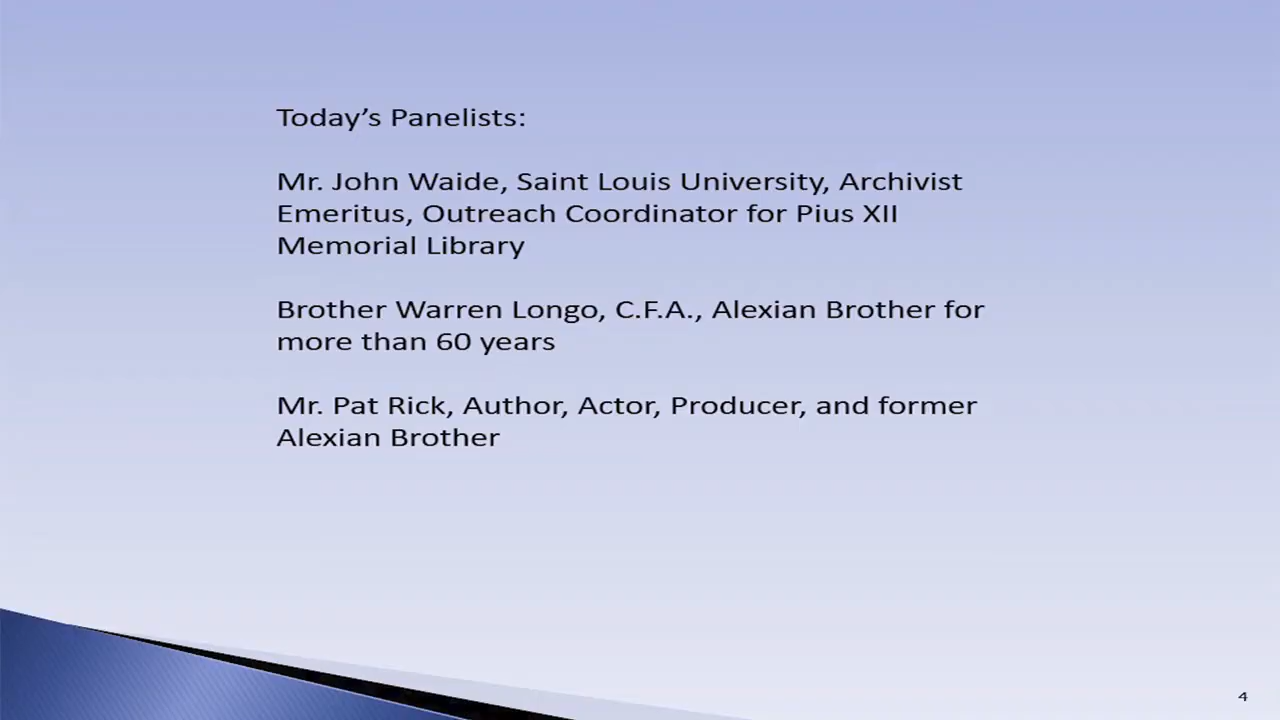 Today’s Panelists:
Mr. John Waide, Saint Louis University, Archivist
Emeritus, Outreach Coordinator for Pius XII
Memorial Library
Brother Warren Longo, C.F.A., Alexian Brother for
more than 60 years
Mr. Pat Rick, Author, Actor, Producer, and former
Alexian Brother
4